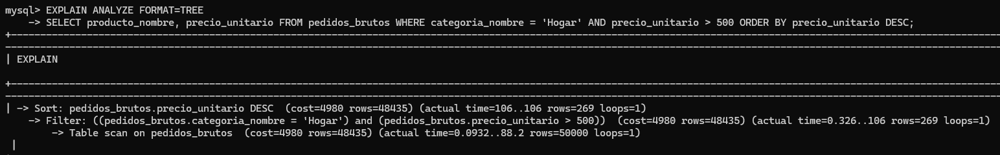 mysql> EXPLAIN ANALYZE FORMAT=TREE
    -> SELECT producto_nombre, precio_unitario FROM pedidos_brutos WHERE categoria_nombre = 'Hogar' AND precio_unitario > 500 ORDER BY precio_unitario DESC;
| EXPLAIN
| -> Sort: pedidos_brutos.precio_unitario DESC  (cost=4980 rows=48435) (actual time=106..106 rows=269 loops=1)
    -> Filter: ((pedidos_brutos.categoria_nombre = 'Hogar') and (pedidos_brutos.precio_unitario > 500))  (cost=4980 rows=48435) (actual time=0.326..106 rows=269 loops=1)
        -> Table scan on pedidos_brutos  (cost=4980 rows=48435) (actual time=0.0932..88.2 rows=50000 loops=1)
 |